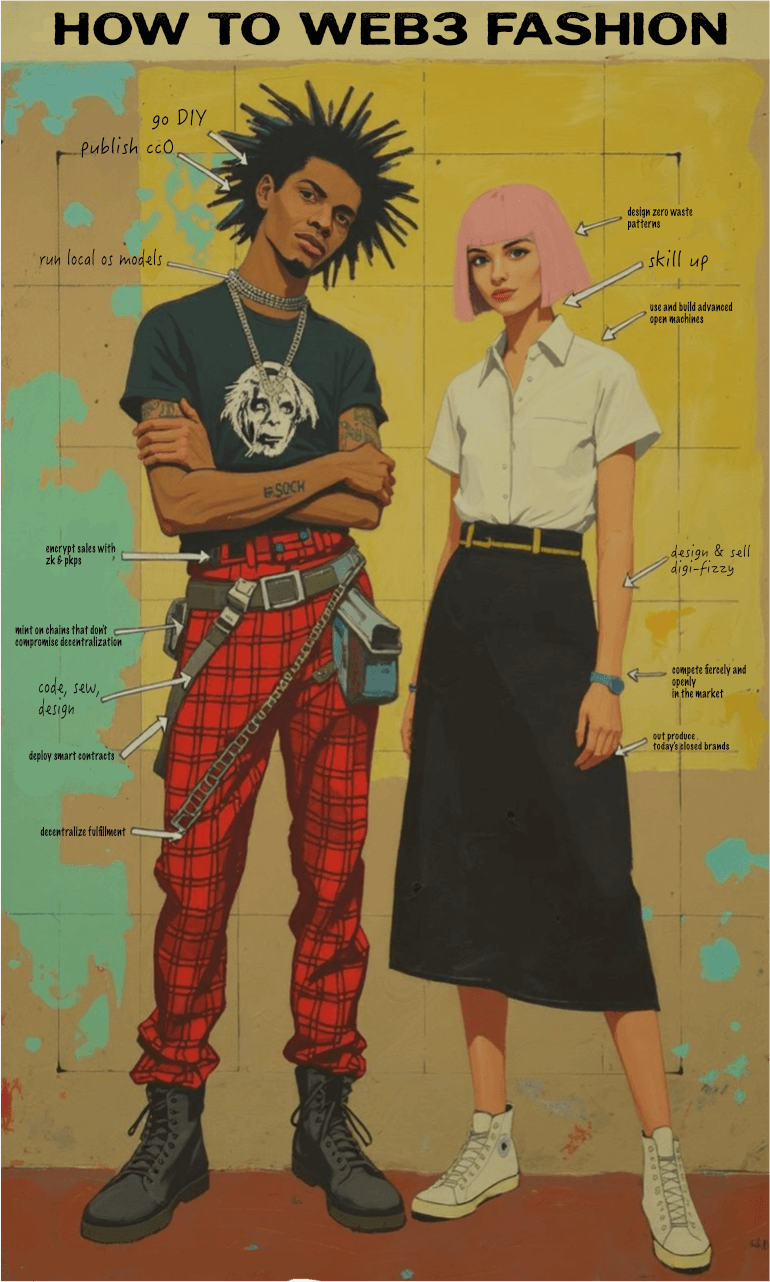 HOW TO WEB3 FASHION
go DIY
publish cc0
run local os models
encrypt sales with
zk & pkps
mint on chains that don't
compromise decentralization
code, sew,
design
deploy smart contracts
decentralize fulfillment
design zero waste
patterns
skill up
use and build advanced
open machines
design & sell
digi-fizzy
compete fiercely and
openly
in the market
out produce
today's closed brands